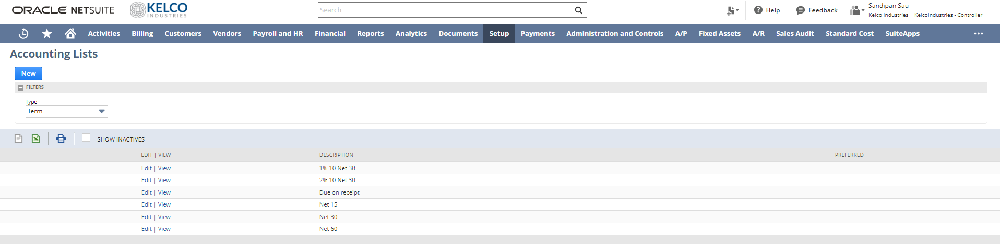 ORACLE NETSUITE
KELCO
INDUSTRIES
Search
Help
Feedback
Sandipan Sau
Kelco Industries - KelcoIndustries - Controller
Activities Billing Customers Vendors Payroll and HR Financial Reports Analytics Documents Setup Payments Administration and Controls A/P Fixed Assets A/R Sales Audit Standard Cost SuiteApps
Accounting Lists
New
FILTERS
Type
Term
SHOW INACTIVES
EDIT | VIEW DESCRIPTION PREFERRED
Edit | View 1% 10 Net 30
Edit | View 2% 10 Net 30
Edit | View Due on receipt
Edit | View Net 15
Edit | View Net 30
Edit | View Net 60